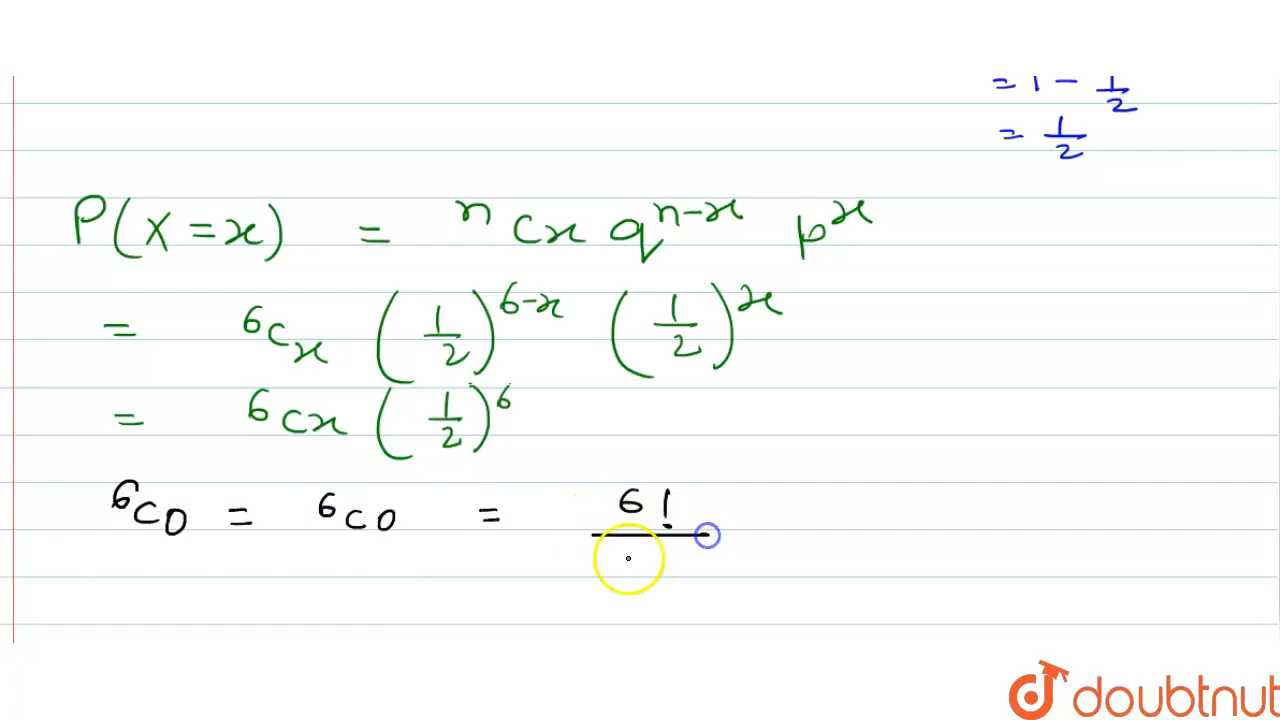 = 1 - 1/2
= 1/2
P(X = x) = ⁿCx qⁿ⁻ˣ pˣ
= ⁶Cₓ (1/2)⁶⁻ˣ (1/2)ˣ
= ⁶Cx (1/2)⁶
⁶C0 = ⁶C0 = 6!
doubtnut